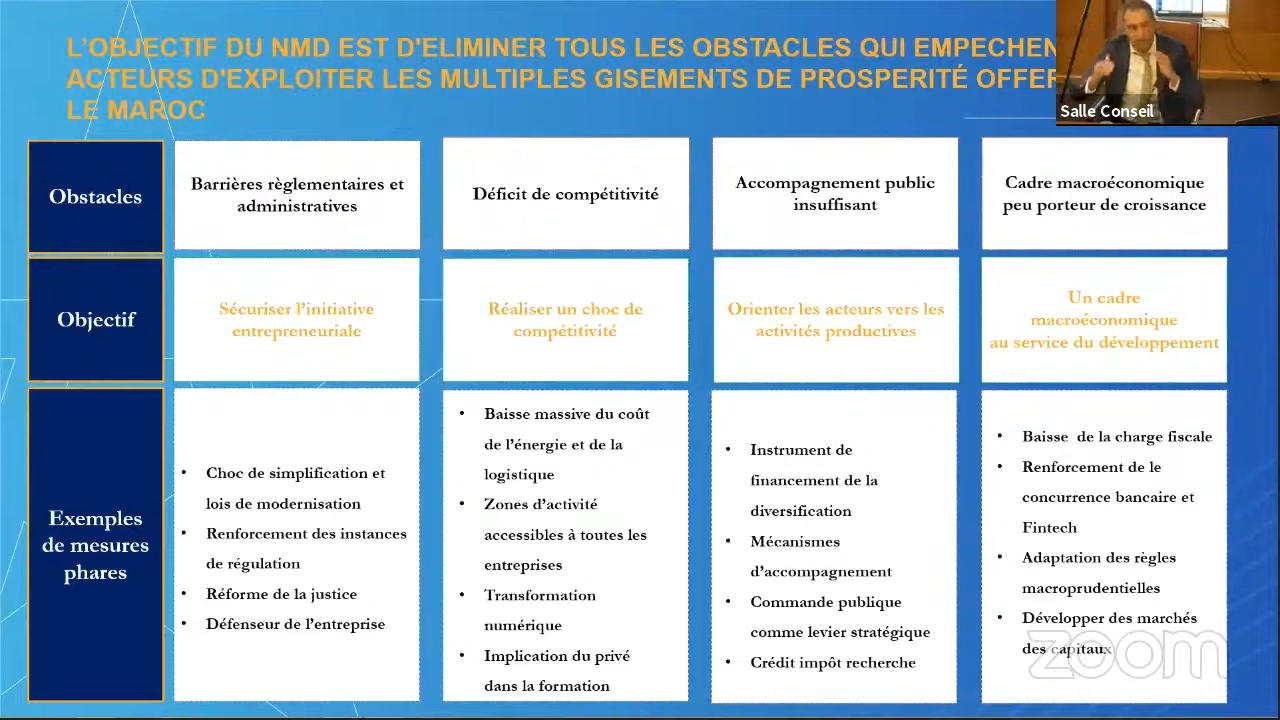 L'OBJECTIF DU NMD EST D'ELIMINER TOUS LES OBSTACLES QUI EMPECHEN
ACTEURS D'EXPLOITER LES MULTIPLES GISEMENTS DE PROSPERITÉ OFFER
LE MAROC
Salle Conseil
Obstacles
Barrières règlementaires et
administratives
Déficit de compétitivité
Accompagnement public
insuffisant
Cadre macroéconomique
peu porteur de croissance
Objectif
Sécuriser l'initiative
entrepreneuriale
Réaliser un choc de
compétitivité
Orienter les acteurs vers les
activités productives
Un cadre
macroéconomique
au service du développement
Exemples
de mesures
phares
• Choc de simplification et
lois de modernisation
• Renforcement des instances
de régulation
• Réforme de la justice
• Défenseur de l'entreprise
• Baisse massive du coût
de l'énergie et de la
logistique
• Zones d'activité
accessibles à toutes les
entreprises
• Transformation
numérique
• Implication du privé
dans la formation
• Instrument de
financement de la
diversification
• Mécanismes
d'accompagnement
• Commande publique
comme levier stratégique
• Crédit impôt recherche
• Baisse de la charge fiscale
• Renforcement de le
concurrence bancaire et
Fintech
• Adaptation des règles
macroprudentielles
• Développer des marchés
des capitaux
zoom